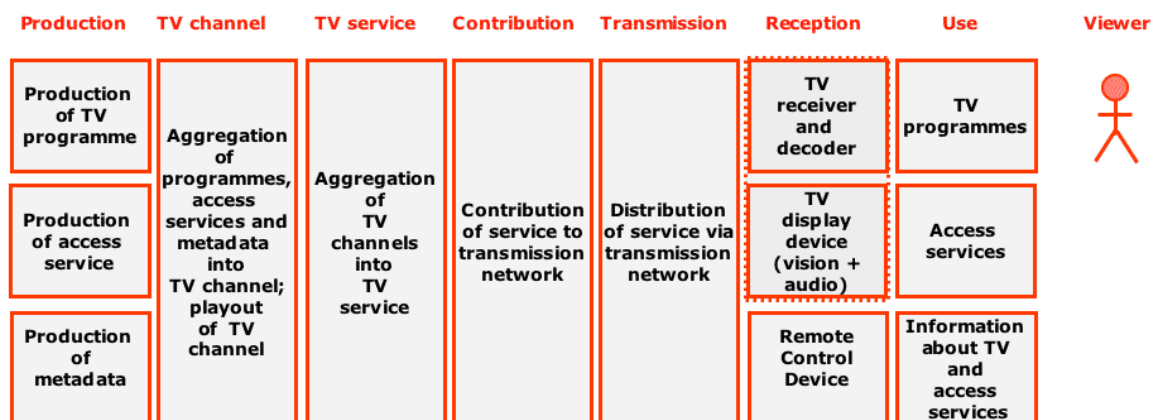 Production
TV channel
TV service
Contribution
Transmission
Reception
Use
Viewer
Production
of TV
programme
Production
of access
service
Production
of
metadata
Aggregation
of
programmes,
access
services and
metadata
into
TV channel;
playout
of TV
channel
Aggregation
of
TV
channels
into
TV
service
Contribution
of service to
transmission
network
Distribution
of service via
transmission
network
TV
receiver
and
decoder
TV
display
device
(vision +
audio)
Remote
Control
Device
TV
programmes
Access
services
Information
about TV
and
access
services